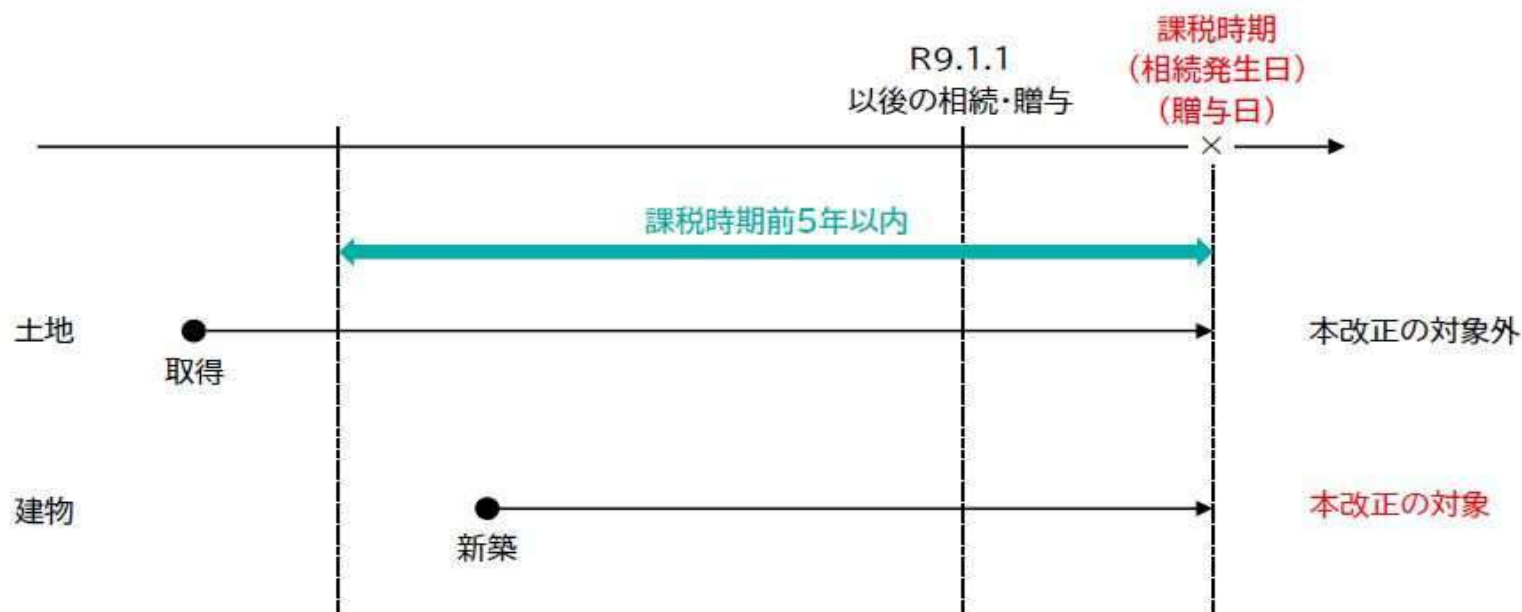 課税時期
(相続発生日)
(贈与日)
R9.1.1
以後の相続・贈与
課税時期前5年以内
土地
取得
本改正の対象外
建物
新築
本改正の対象